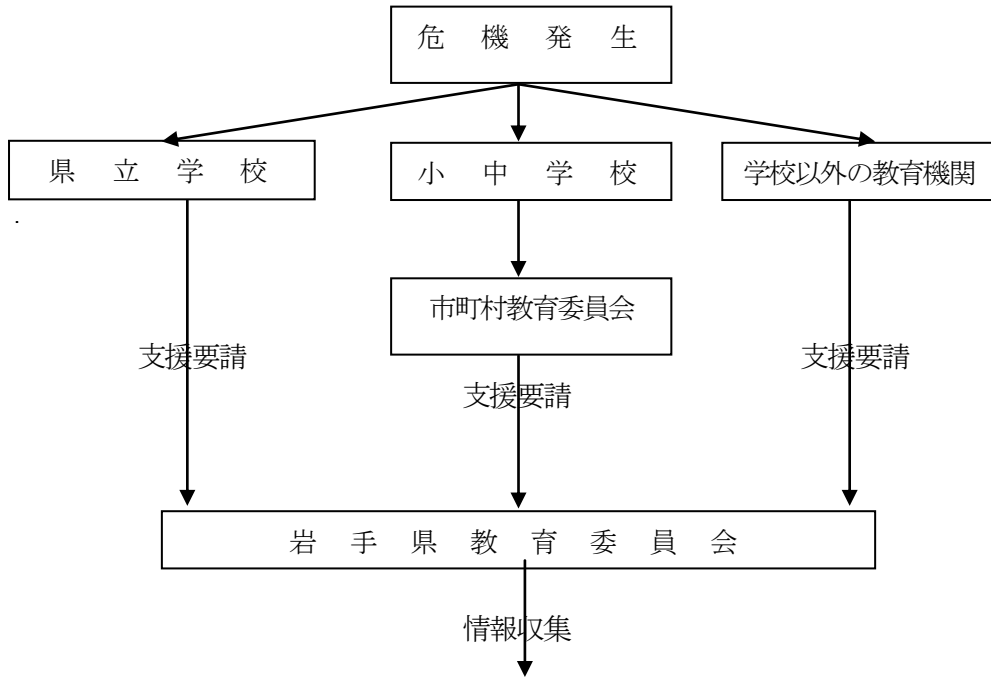 危機発生
県立学校
小中学校
学校以外の教育機関
市町村教育委員会
支援要請
支援要請
支援要請
岩手県教育委員会
情報収集